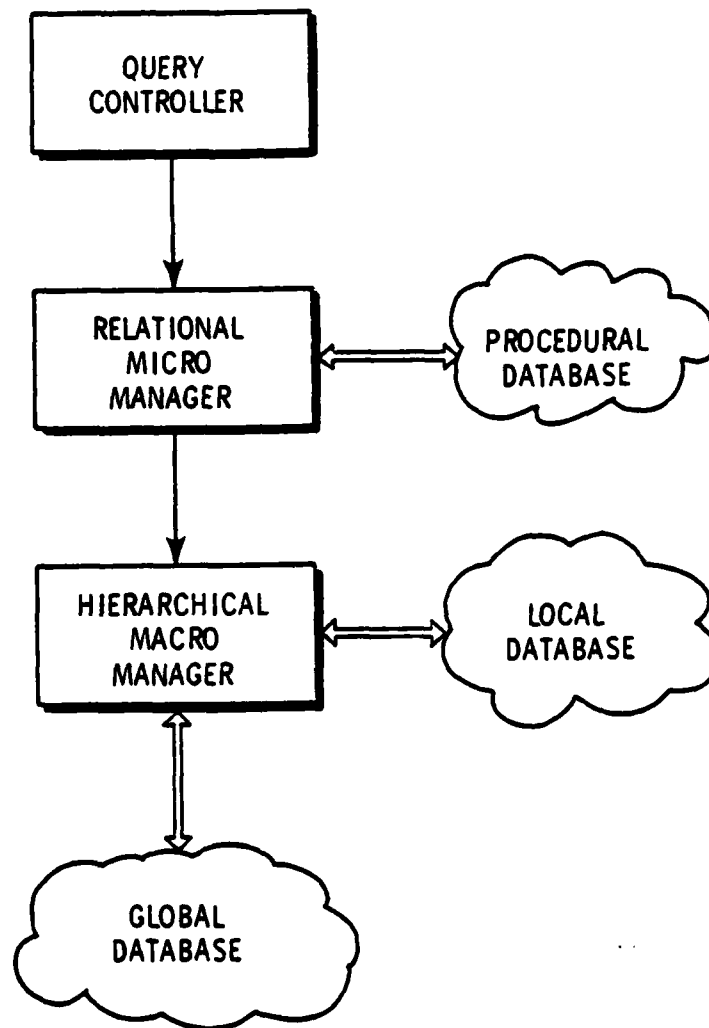 QUERY
CONTROLLER
RELATIONAL
MICRO
MANAGER
PROCEDURAL
DATABASE
HIERARCHICAL
MACRO
MANAGER
LOCAL
DATABASE
GLOBAL
DATABASE